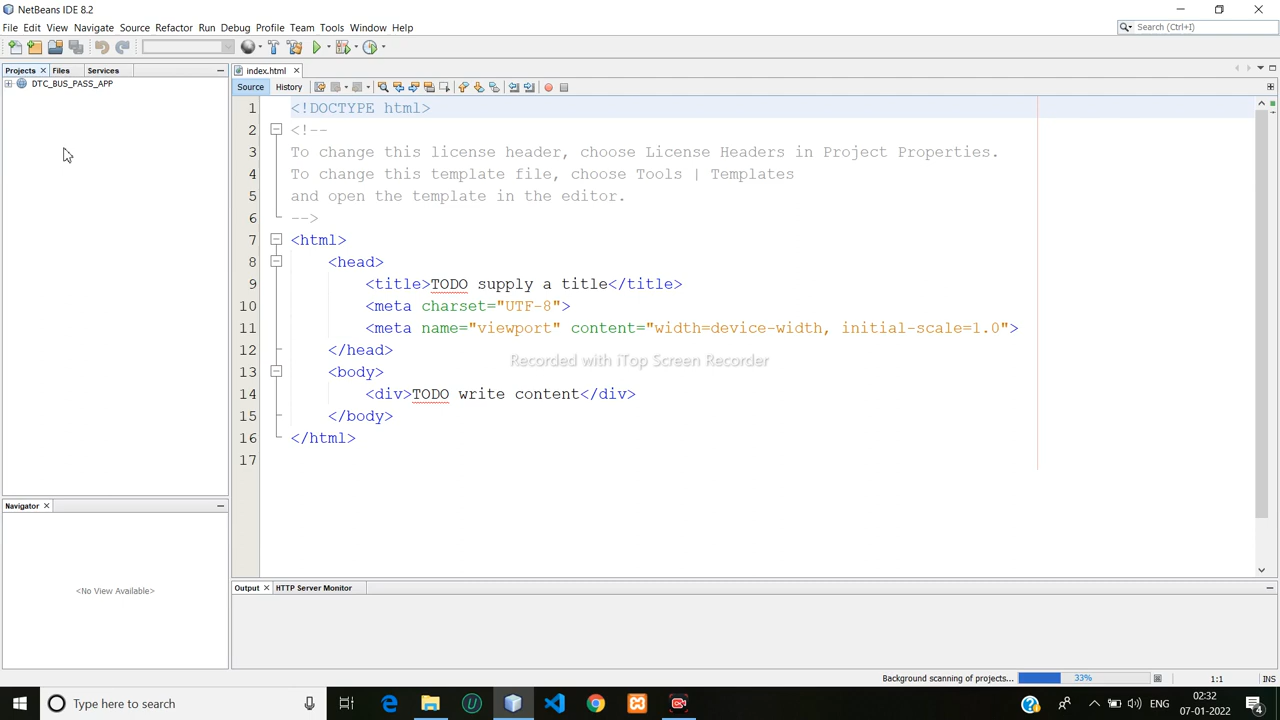 NetBeans IDE 8.2
File Edit View Navigate Source Refactor Run Debug Profile Team Tools Window Help
Search (Ctrl+I)
Projects Files Services
index.html
DTC_BUS_PASS_APP
Source History
1 <!DOCTYPE html>
2 <!--
3 To change this license header, choose License Headers in Project Properties.
4 To change this template file, choose Tools | Templates
5 and open the template in the editor.
6 -->
7 <html>
8 <head>
9 <title>TODO supply a title</title>
10 <meta charset="UTF-8">
11 <meta name="viewport" content="width=device-width, initial-scale=1.0">
12 </head>
Recorded with iTop Screen Recorder
13 <body>
14 <div>TODO write content</div>
15 </body>
16 </html>
17
Navigator
<No View Available>
Output HTTP Server Monitor
Background scanning of projects... 33% 1:1 INS
Type here to search
ENG
02:32
07-01-2022
4